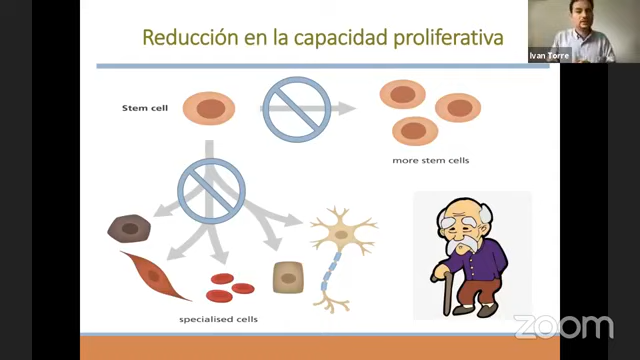 Reducción en la capacidad proliferativa
Ivan Torre
Stem cell
more stem cells
specialised cells
zoom